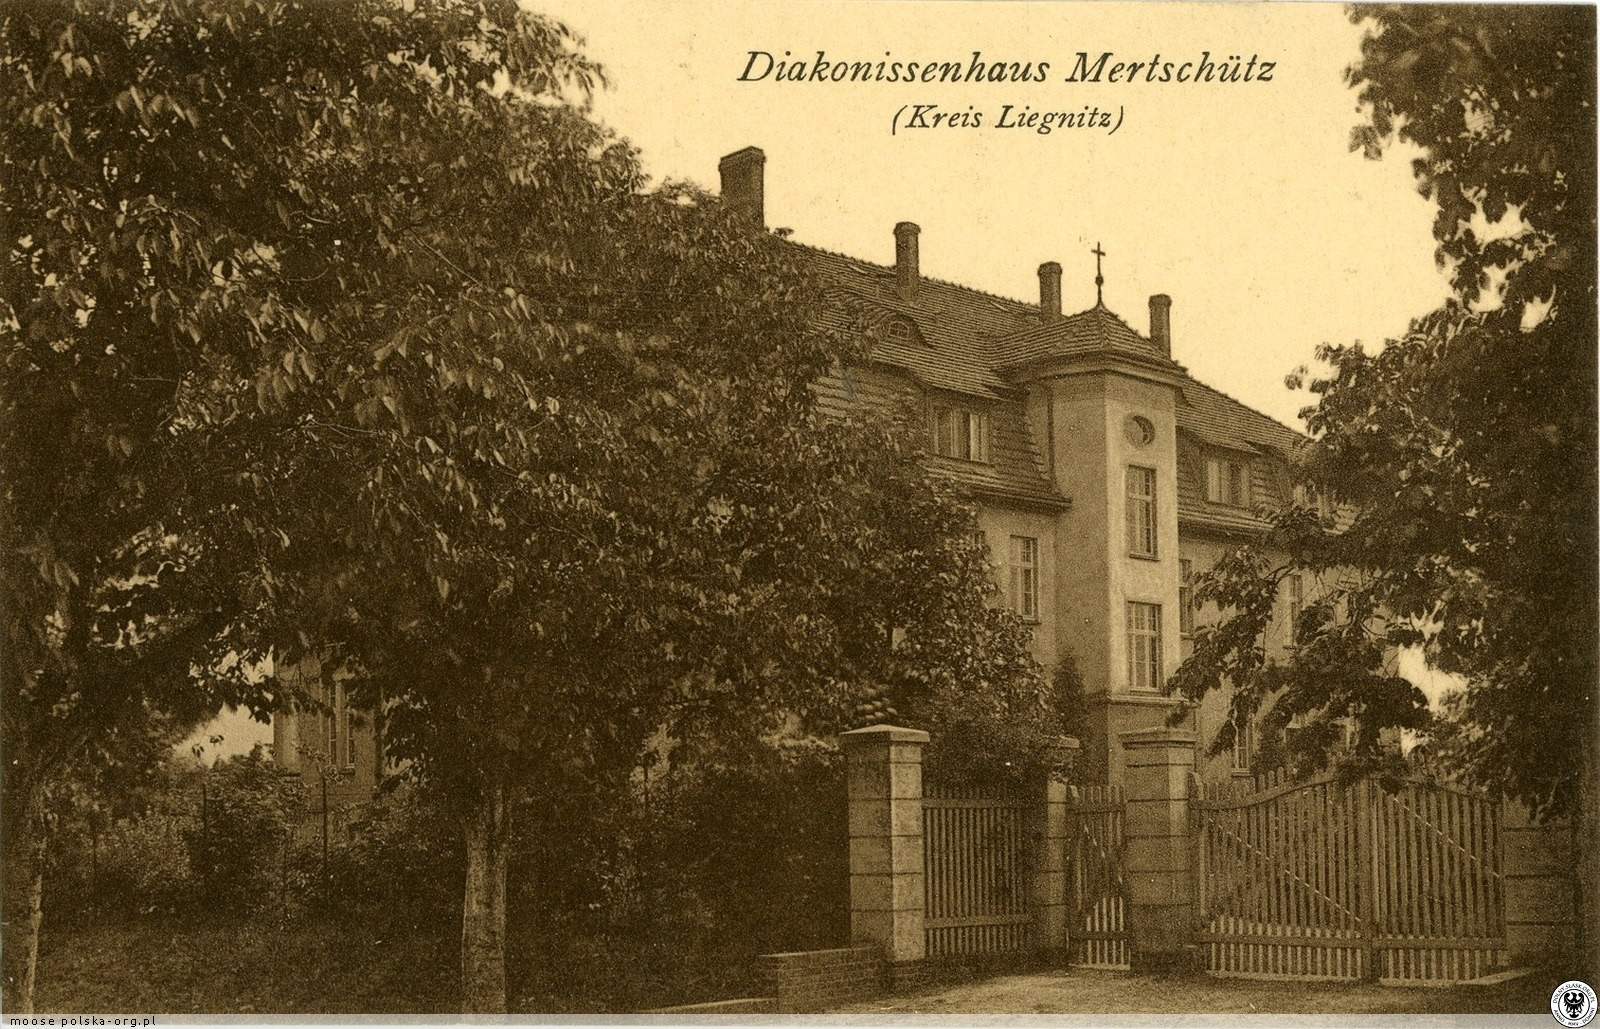 Diakonissenhaus Mertschütz
(Kreis Liegnitz)
moose polska-org.pl